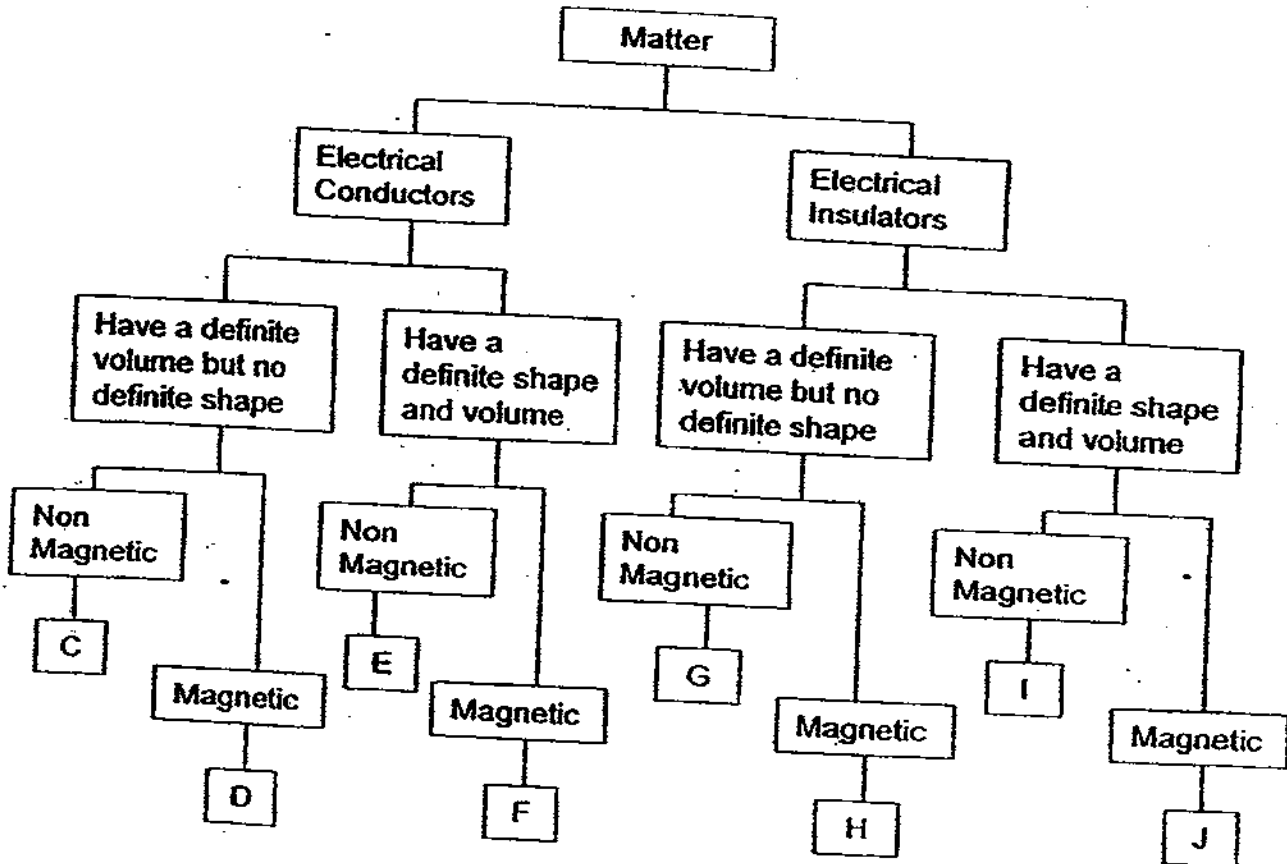 Matter
Electrical
Conductors
Electrical
Insulators
Have a definite
volume but no
definite shape
Have a
definite shape
and volume
Have a definite
volume but no
definite shape
Have a
definite shape
and volume
Non
Magnetic
Non
Magnetic
Non
Magnetic
Non
Magnetic
C
E
G
I
Magnetic
Magnetic
Magnetic
Magnetic
D
F
H
J